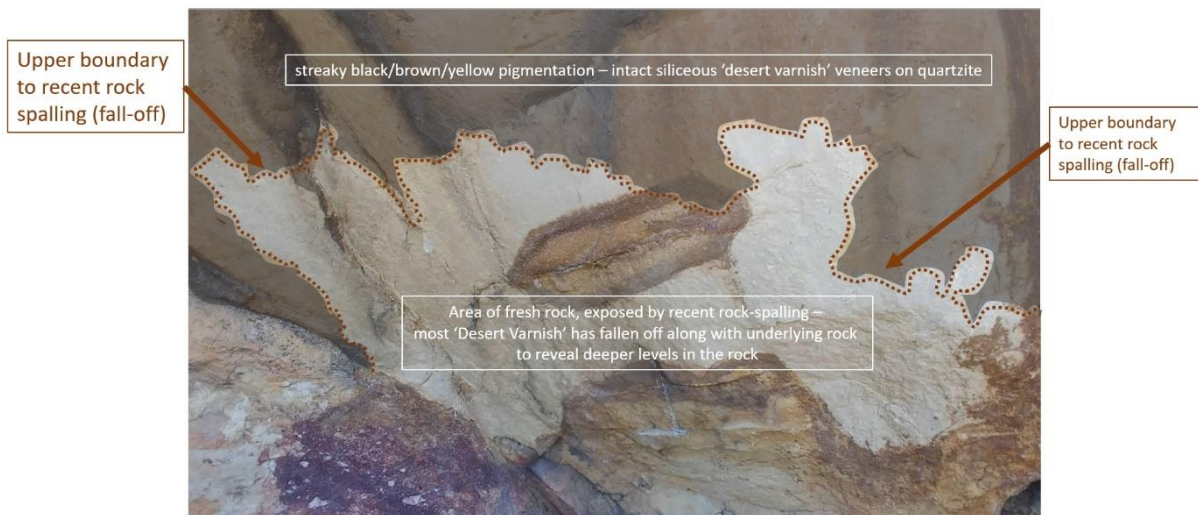 streaky black/brown/yellow pigmentation – intact siliceous ‘desert varnish’ veneers on quartzite
Upper boundary
to recent rock
spalling (fall-off)
Upper boundary
to recent rock
spalling (fall-off)
Area of fresh rock, exposed by recent rock-spalling –
most ‘Desert Varnish’ has fallen off along with underlying rock
to reveal deeper levels in the rock